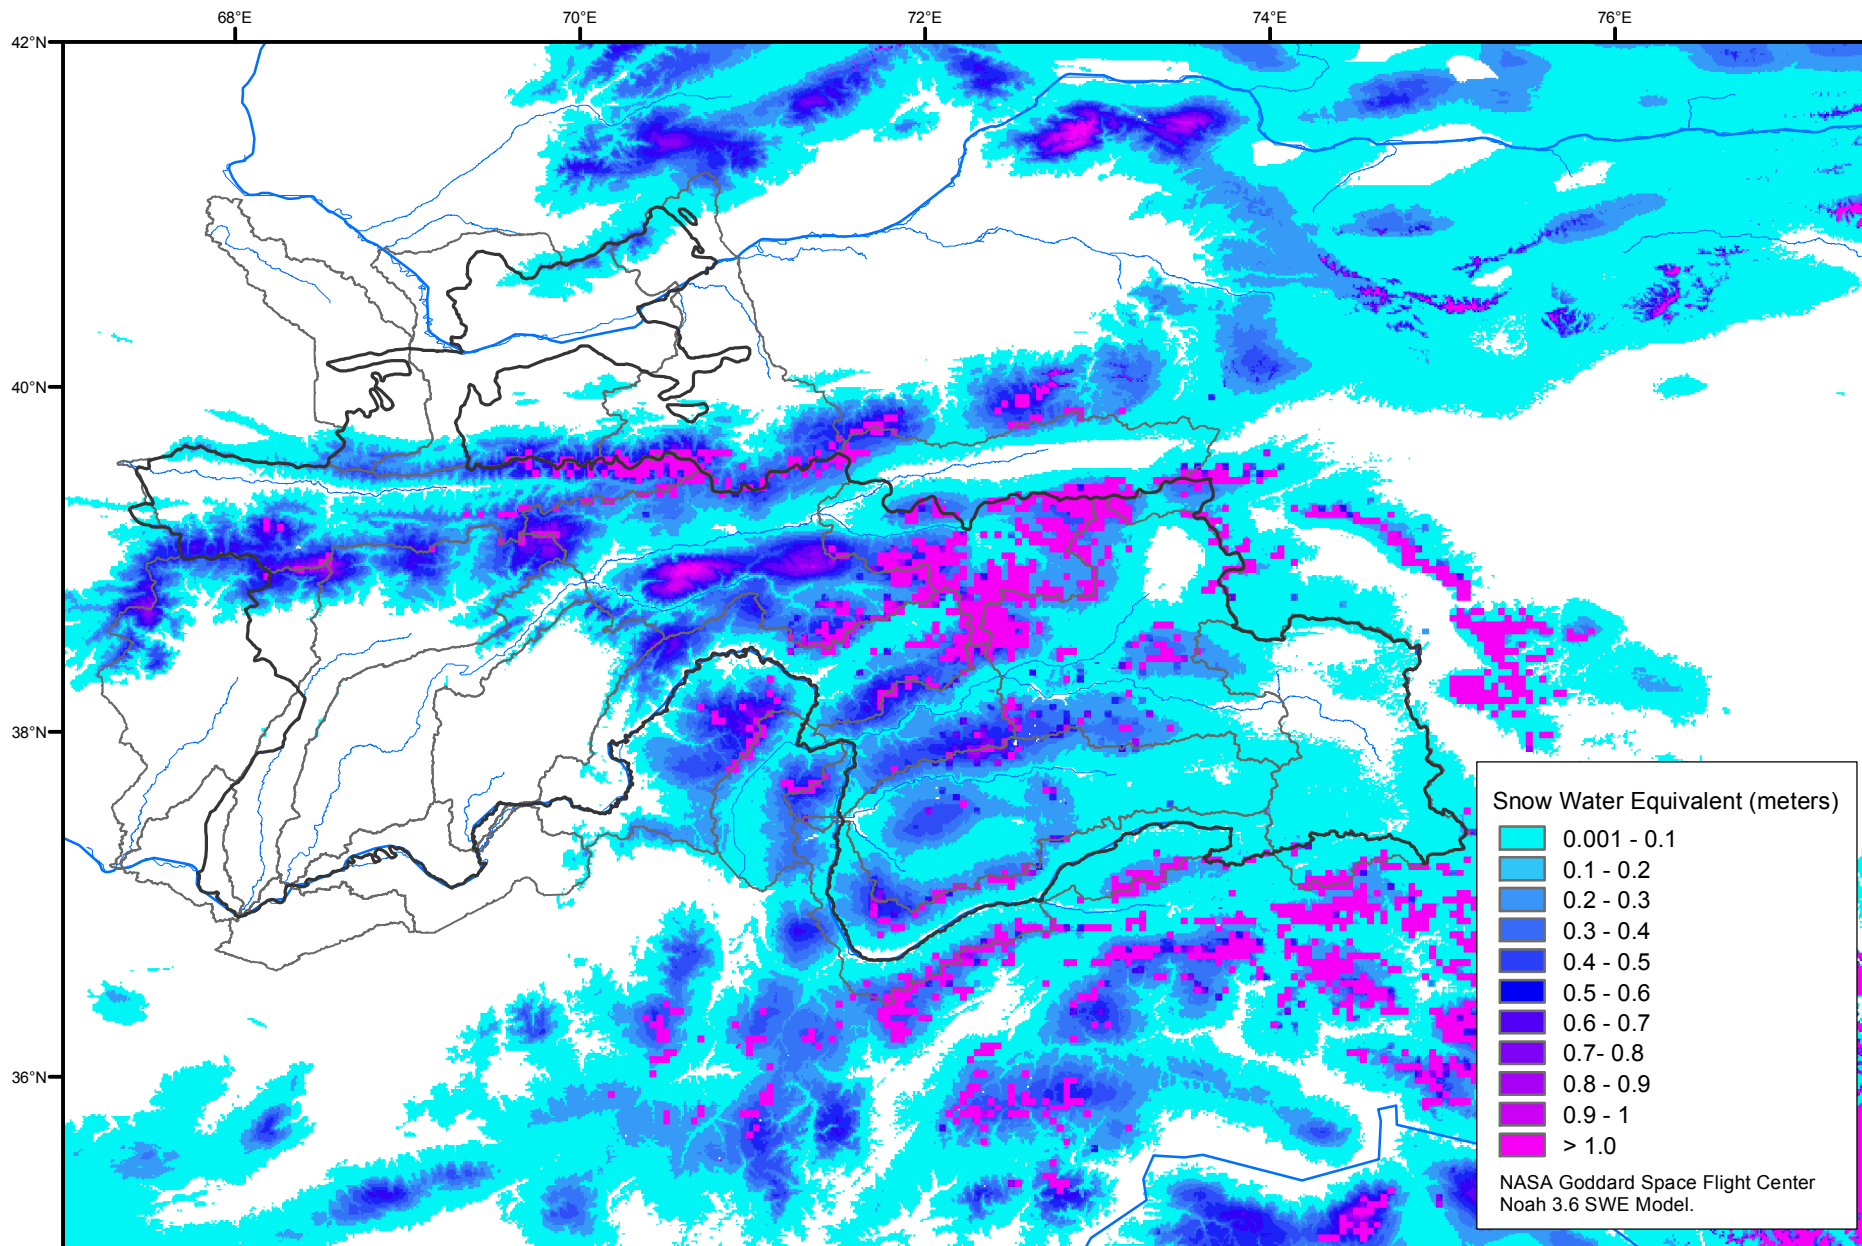 68°E
70°E
72°E
74°E
76°E
42°N
40°N
38°N
36°N
Snow Water Equivalent (meters)
0.001 - 0.1
0.1 - 0.2
0.2 - 0.3
0.3 - 0.4
0.4 - 0.5
0.5 - 0.6
0.6 - 0.7
0.7- 0.8
0.8 - 0.9
0.9 - 1
> 1.0
NASA Goddard Space Flight Center
Noah 3.6 SWE Model.